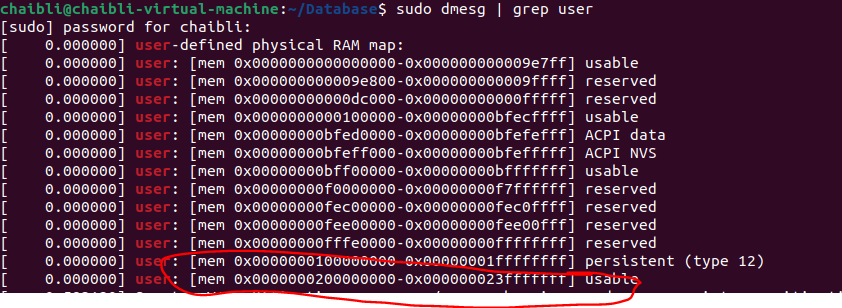 chaibli@chaibli-virtual-machine:~/Database$ sudo dmesg | grep user
[sudo] password for chaibli:
[    0.000000] user-defined physical RAM map:
[    0.000000] user: [mem 0x0000000000000000-0x000000000009e7ff] usable
[    0.000000] user: [mem 0x000000000009e800-0x000000000009ffff] reserved
[    0.000000] user: [mem 0x00000000000dc000-0x00000000000fffff] reserved
[    0.000000] user: [mem 0x0000000000100000-0x00000000bfecffff] usable
[    0.000000] user: [mem 0x00000000bfed0000-0x00000000bfefefff] ACPI data
[    0.000000] user: [mem 0x00000000bfeff000-0x00000000bfefffff] ACPI NVS
[    0.000000] user: [mem 0x00000000bff00000-0x00000000bfffffff] usable
[    0.000000] user: [mem 0x00000000f0000000-0x00000000f7ffffff] reserved
[    0.000000] user: [mem 0x00000000fec00000-0x00000000fec0ffff] reserved
[    0.000000] user: [mem 0x00000000fee00000-0x00000000fee00fff] reserved
[    0.000000] user: [mem 0x00000000fffe0000-0x00000000ffffffff] reserved
[    0.000000] user: [mem 0x0000000100000000-0x00000001ffffffff] persistent (type 12)
[    0.000000] user: [mem 0x0000000200000000-0x000000023fffffff] usable